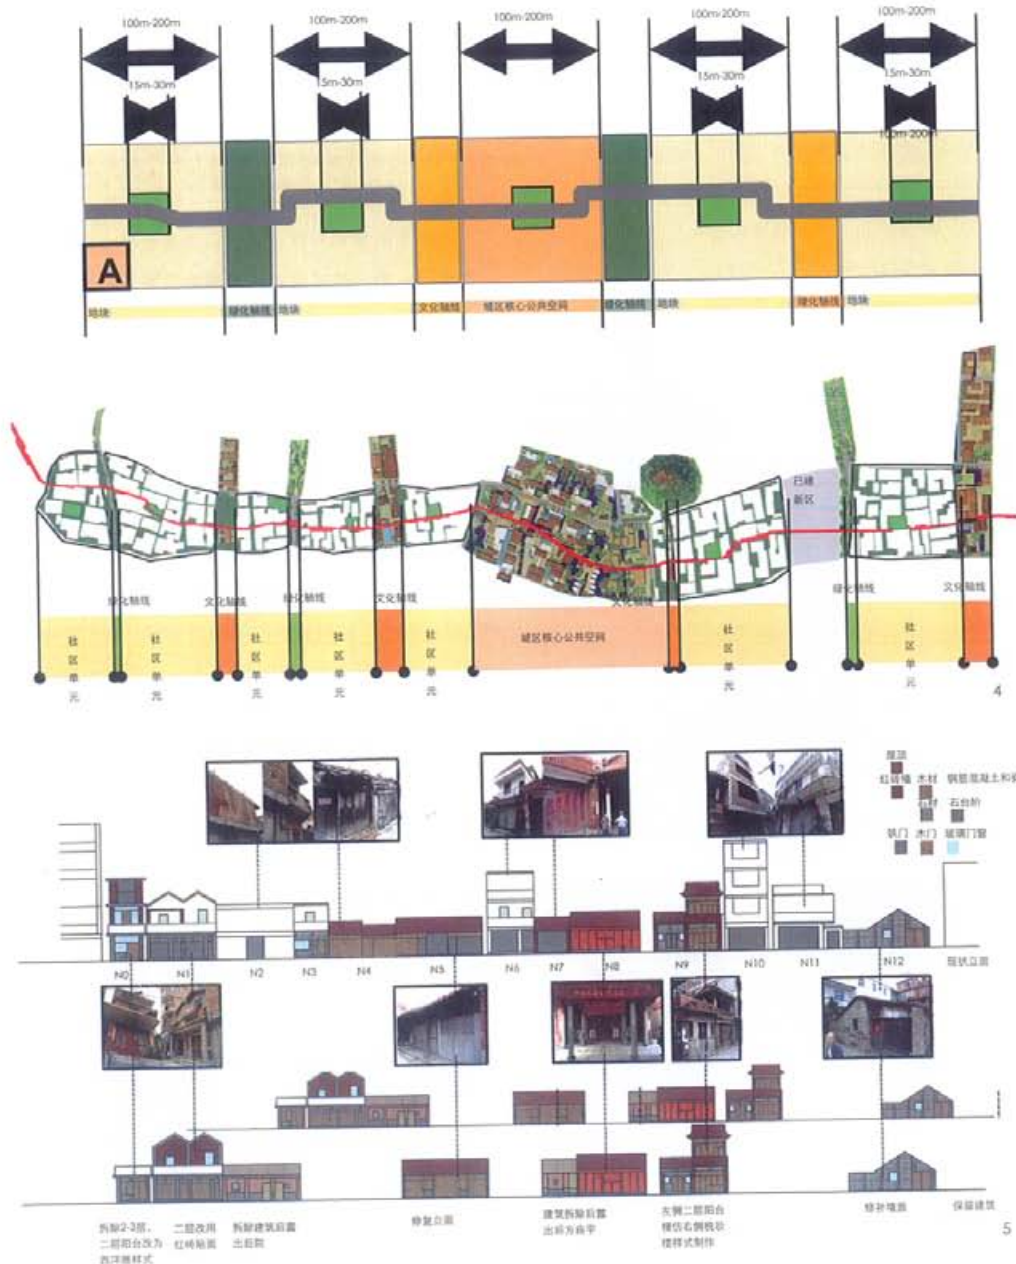 100m-200m 100m-200m 100m-200m 100m-200m 100m-200m
15m-30m 15m-30m 15m-30m 15m-30m
100m-200m
A
地块 绿化轴线 地块 文化轴线 城区核心公共空间 绿化轴线 地块 绿化轴线 地块
已建
新区
绿化轴线 文化轴线 绿化轴线 文化轴线 文化轴线 绿化轴线 文化轴线
社区单元 社区单元 社区单元 社区单元 社区单元 城区核心公共空间 社区单元 社区单元
4
屋顶
红砖墙 木材 钢筋混凝土和
石材 石台阶
铁门 木门 玻璃门窗
N0 N1 N2 N3 N4 N5 N6 N7 N8 N9 N10 N11 N12 现状立面
拆除2-3层, 二层改用 拆除建筑后露 修复立面 建筑拆除后露 左侧二层阳台 修补墙面 保留建筑
二层阳台改为 红砖贴面 出后院 出后方庙宇 模仿右侧
西洋 样式 楼样式制作
5